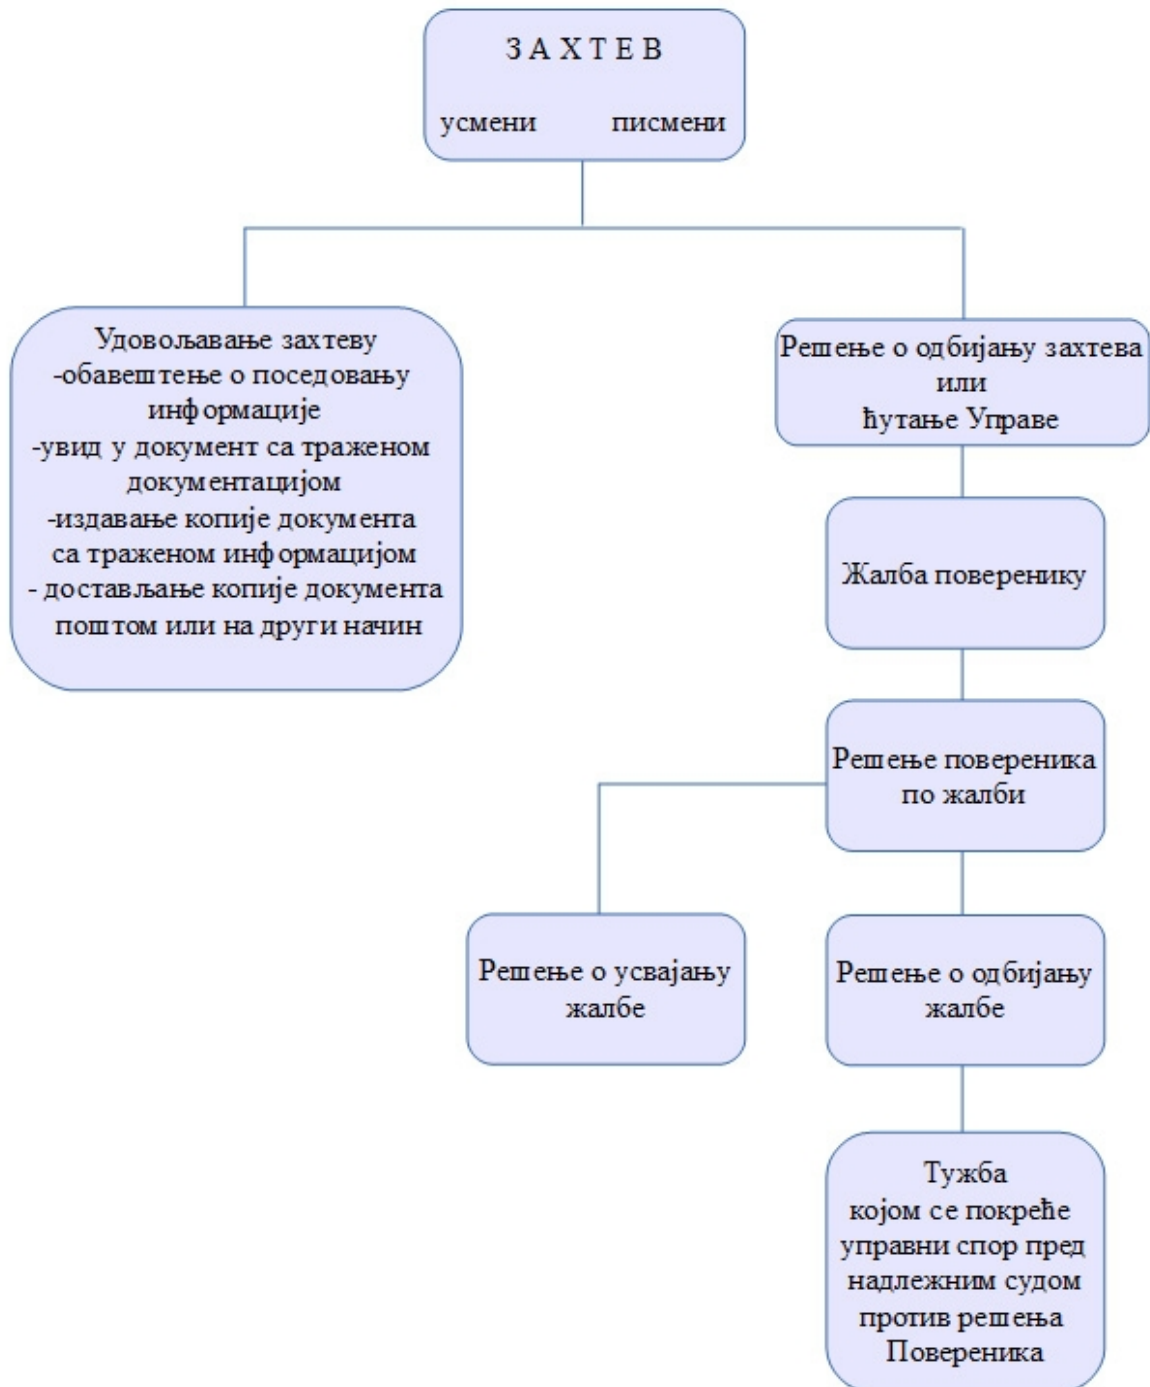 З А Х Т Е В
усмени писмени
Удовољавање захтеву
-обавештење о поседовању
информације
-увид у документ са траженом
документацијом
-издавање копије документа
са траженом информацијом
- достављање копије документа
поштом или на други начин
Решење о одбијању захтева
или
ћутање Управе
Жалба поверенику
Решење повереника
по жалби
Решење о усвајању
жалбе
Решење о одбијању
жалбе
Тужба
којом се покреће
управни спор пред
надлежним судом
против решења
Повереника